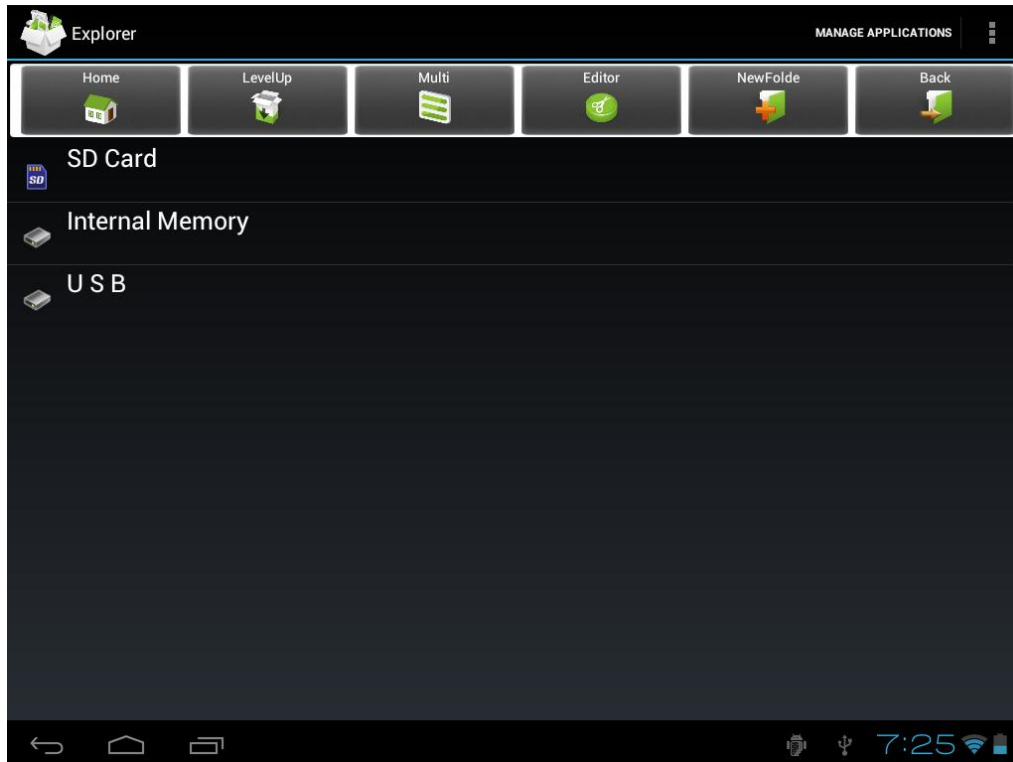 Explorer MANAGE APPLICATIONS
Home LevelUp Multi Editor NewFolde Back
SD Card
SD
Internal Memory
U S B
7:25